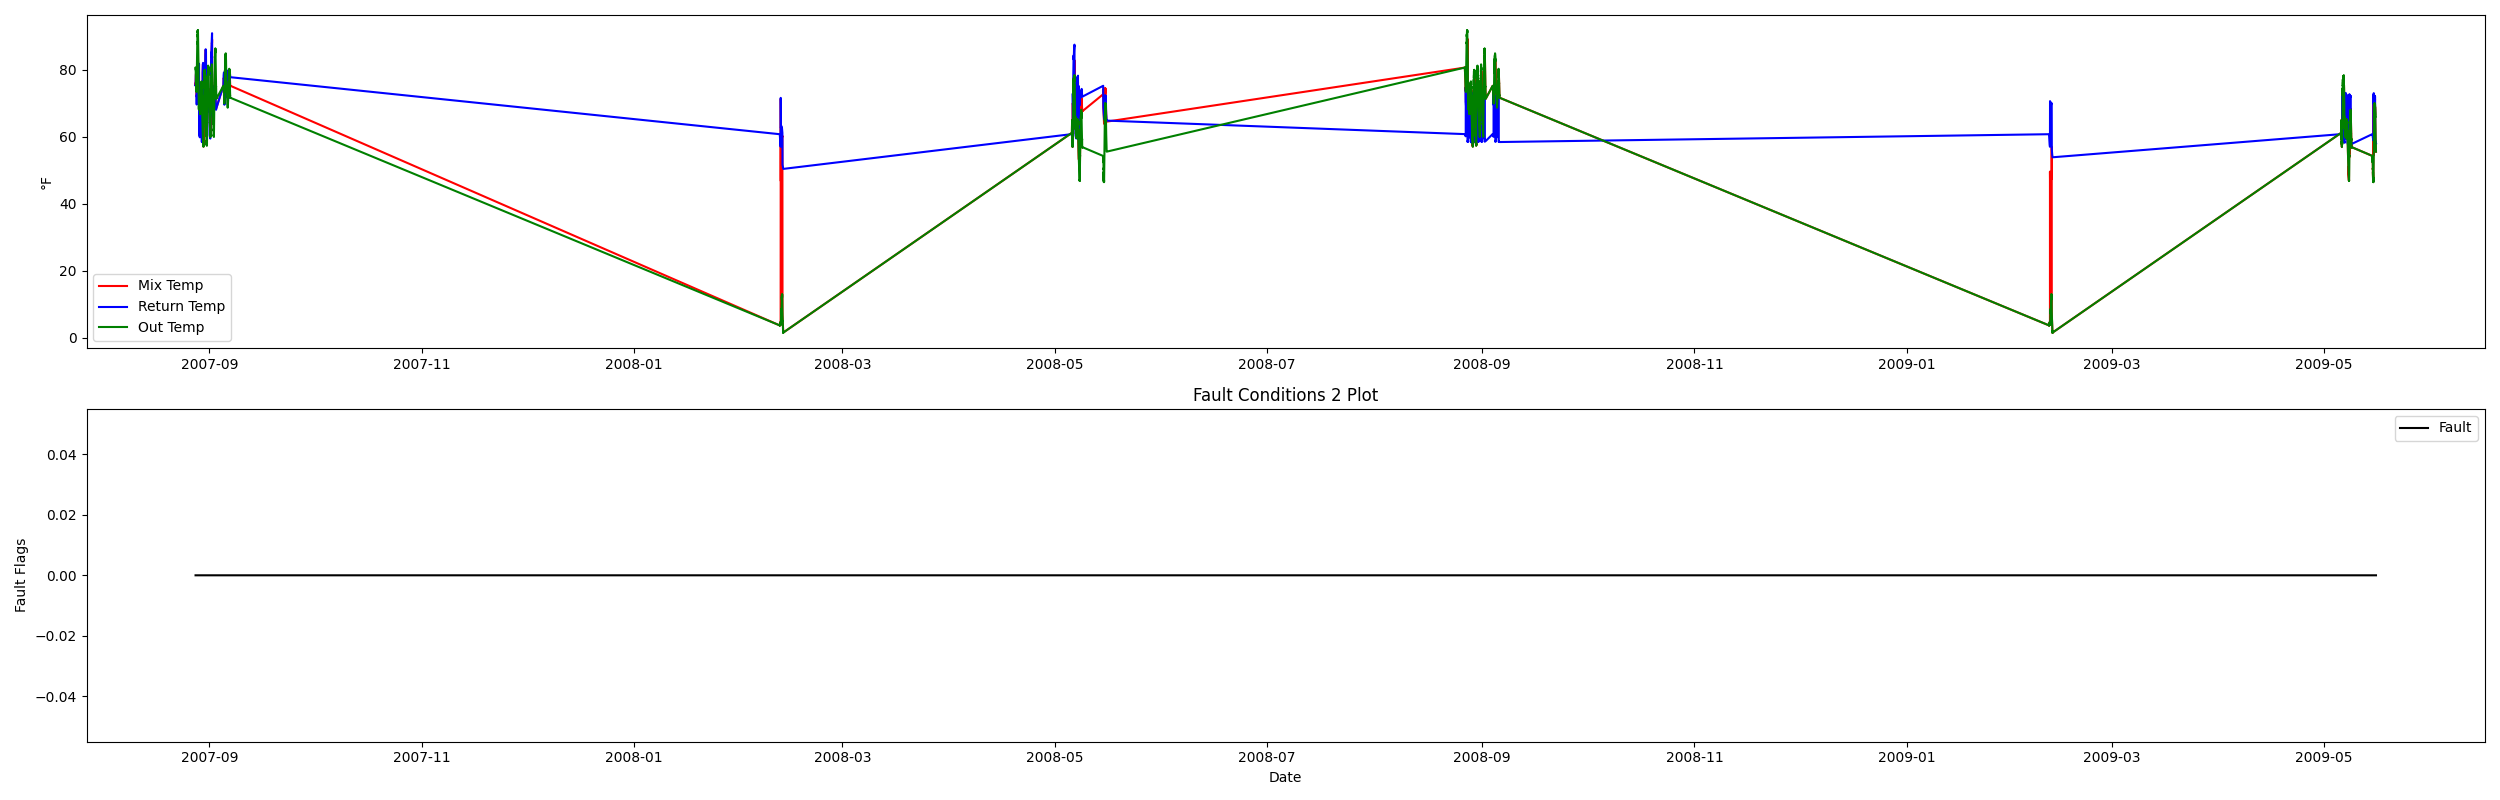 80
60
40
20
0
°F
Mix Temp
Return Temp
Out Temp
2007-09 2007-11 2008-01 2008-03 2008-05 2008-07 2008-09 2008-11 2009-01 2009-03 2009-05
Fault Conditions 2 Plot
Fault
0.04
0.02
0.00
−0.02
−0.04
Fault Flags
2007-09 2007-11 2008-01 2008-03 2008-05 2008-07 2008-09 2008-11 2009-01 2009-03 2009-05
Date